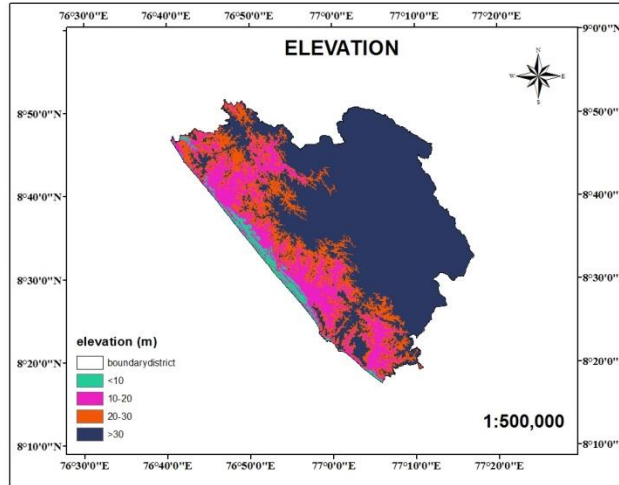 76°30'0"E 76°40'0"E 76°50'0"E 77°0'0"E 77°10'0"E 77°20'0"E
9°0'0"N
ELEVATION
N
W E
S
8°50'0"N 8°50'0"N
8°40'0"N 8°40'0"N
8°30'0"N 8°30'0"N
elevation (m)
boundarydistrict
<10
10-20
20-30
>30
8°20'0"N 8°20'0"N
1:500,000
8°10'0"N 8°10'0"N
76°30'0"E 76°40'0"E 76°50'0"E 77°0'0"E 77°10'0"E 77°20'0"E